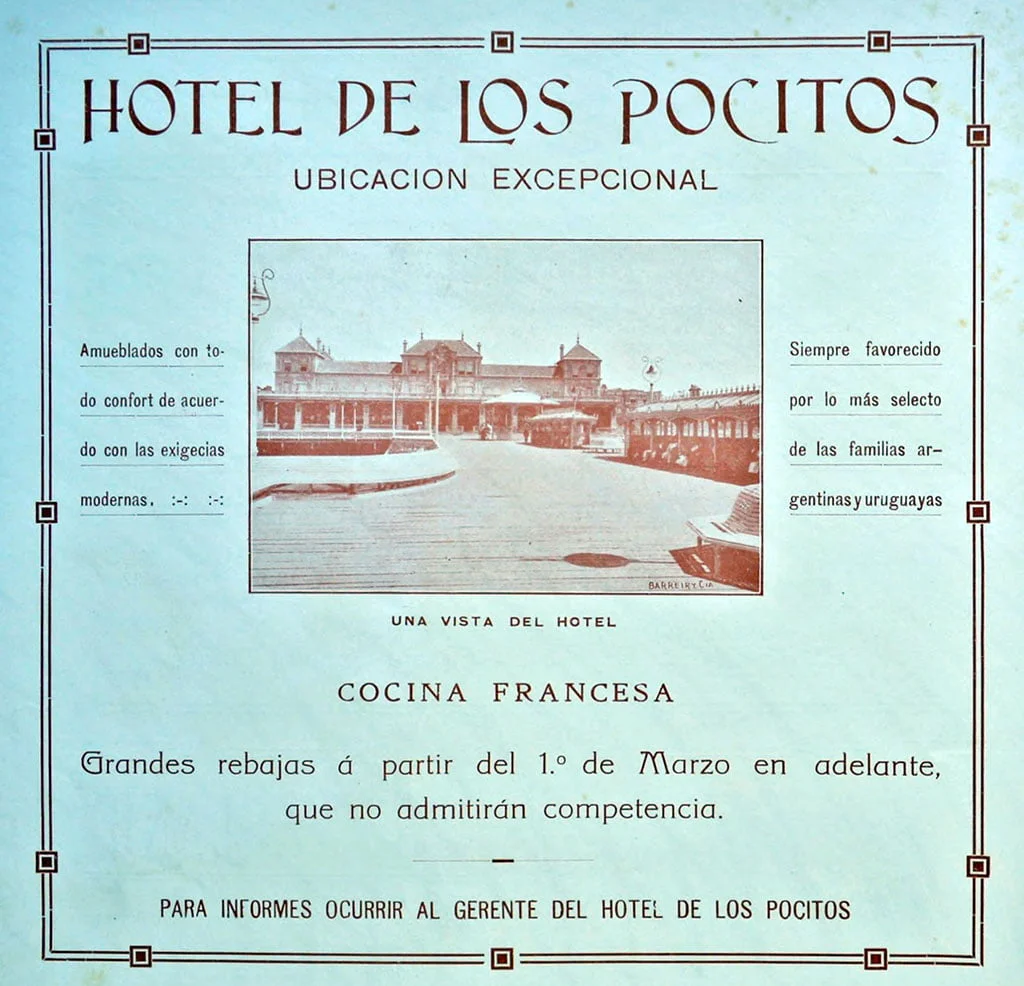 HOTEL DE LOS POCITOS
UBICACION EXCEPCIONAL
Amueblados con to-
do confort de acuer-
do con las exigecias
modernas. :-: :-:
Siempre favorecido
por lo más selecto
de las familias ar-
gentinas y uruguayas
BARREIRY CIA
UNA VISTA DEL HOTEL
COCINA FRANCESA
Grandes rebajas á partir del 1.º de Marzo en adelante,
que no admitirán competencia.
PARA INFORMES OCURRIR AL GERENTE DEL HOTEL DE LOS POCITOS